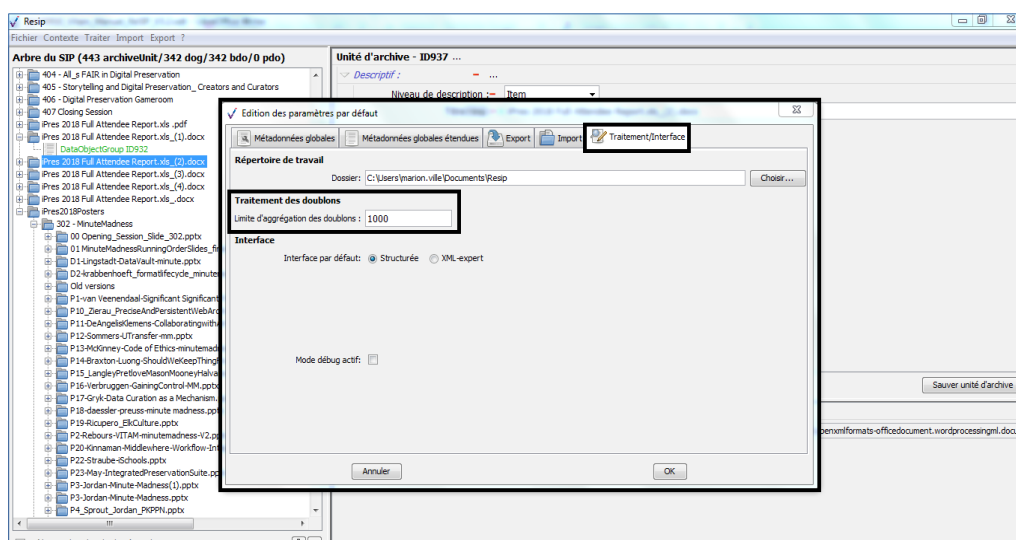 Resip
Fichier Contexte Traiter Import Export ?
Arbre du SIP (443 archiveUnit/342 dog/342 bdo/0 pdo)
404 - All_s FAIR in Digital Preservation
405 - Storytelling and Digital Preservation_ Creators and Curators
406 - Digital Preservation Gameroom
407 Closing Session
iPres 2018 Full Attendee Report.xls .pdf
iPres 2018 Full Attendee Report.xls_(1).docx
DataObjectGroup ID932
iPres 2018 Full Attendee Report.xls_(2).docx
iPres 2018 Full Attendee Report.xls_(3).docx
iPres 2018 Full Attendee Report.xls_(4).docx
iPres 2018 Full Attendee Report.xls_.docx
iPres2018Posters
302 - MinuteMadness
00 Opening_Session_Slide_302.pptx
01 MinuteMadnessRunningOrderSlides_fi
D1-Lingstadt-DataVault-minute.pptx
D2-krabbenhoeft_formatlifecycle_minute
Old versions
P1-van Veenendaal-Significant Significant
P10_Zierau_PreciseAndPersistentWebArc
P11-DeAngelisKlemens-CollaboratingwithA
P12-Sommers-UTransfer-mm.pptx
P13-McKinney-Code of Ethics-minutemad
P14-Braxton-Luong-ShouldWeKeepThing
P15_LangleyPretloveMasonMooneyHalva
P16-Verbruggen-GainingControl-MM.pptx
P17-Gryk-Data Curation as a Mechanism.
P18-daessler-preuss-minute madness.ppt
P19-Ricupero_ElkCulture.pptx
P2-Rebours-VITAM-minutemadness-V2.pp
P20-Kinnaman-Middlewhere-Workflow-Int
P22-Straube-iSchools.pptx
P23-May-IntegratedPreservationSuite.pp
P3-Jordan-Minute-Madness(1).pptx
P3-Jordan-Minute-Madness.pptx
P4_Sprout_Jordan_PKPPN.pptx
Unité d'archive - ID937 ...
Descriptif : - ...
Niveau de description :- Item
Edition des paramètres par défaut
Métadonnées globales Métadonnées globales étendues Export Import Traitement/Interface
Répertoire de travail
Dossier: C:\Users\marion.ville\Documents\Resip Choisir...
Traitement des doublons
Limite d'aggrégation des doublons : 1000
Interface
Interface par défaut: Structurée XML-expert
Mode débug actif:
Annuler OK
Sauver unité d'archive
penxmlformats-officedocument.wordprocessingml.docu